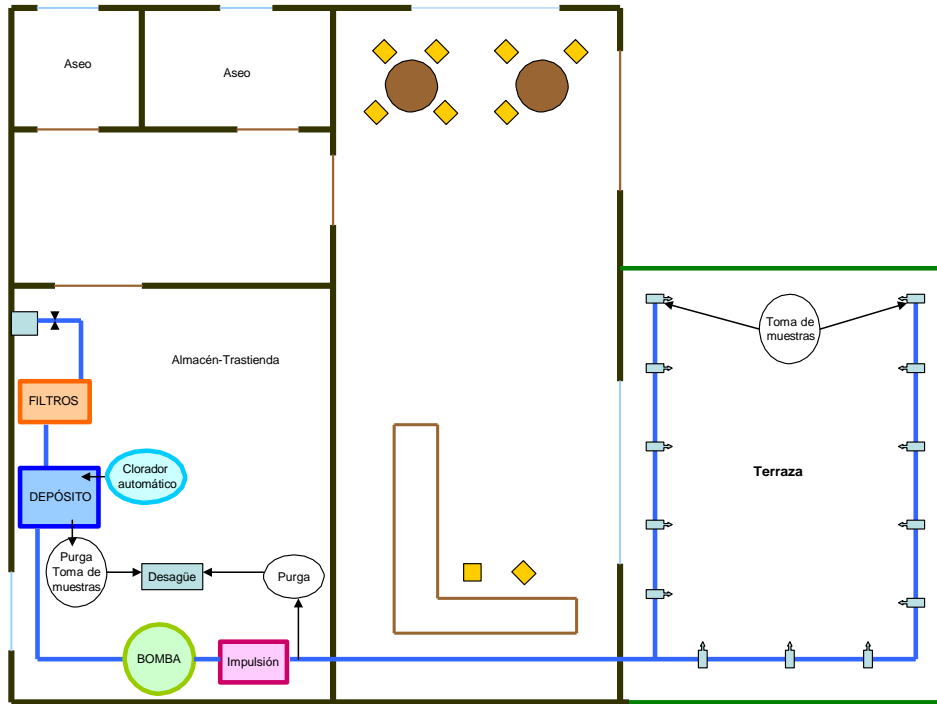 Aseo
Aseo
Toma de
muestras
Almacén-Trastienda
FILTROS
Clorador
automático
Terraza
DEPÓSITO
Purga
Toma de
muestras
Desagüe
Purga
BOMBA
Impulsión